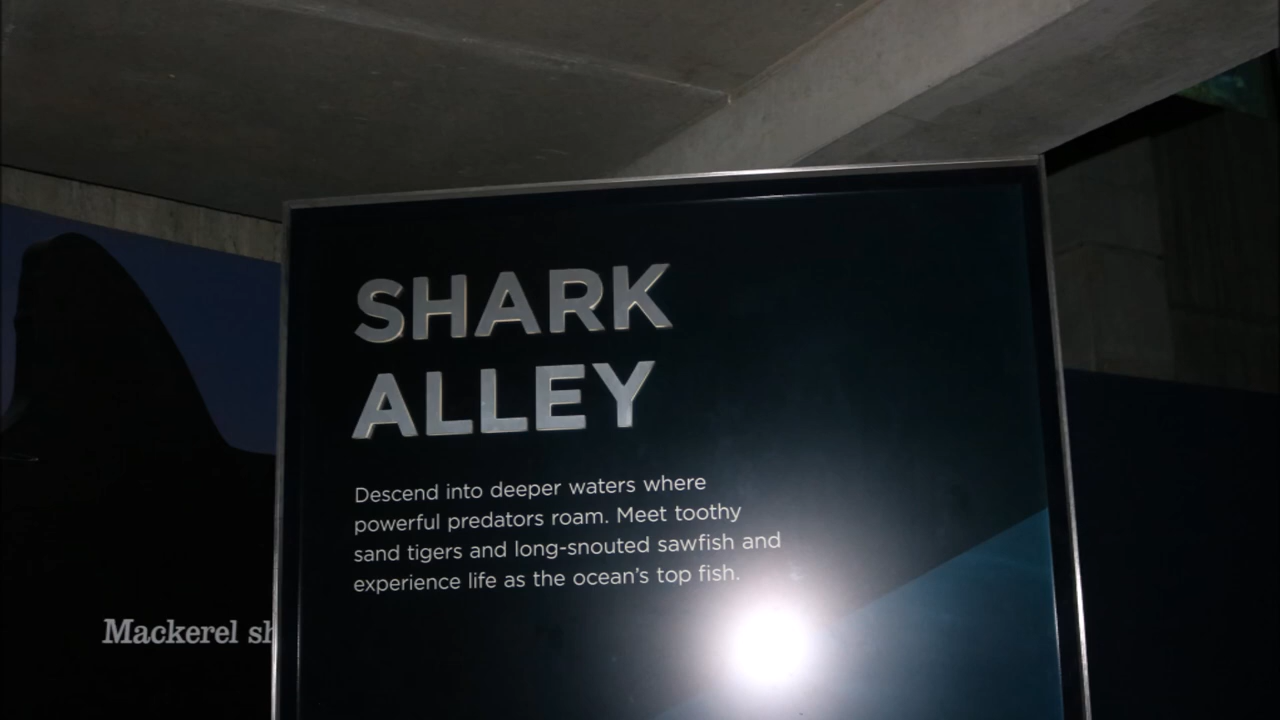 SHARK
ALLEY
Descend into deeper waters where
powerful predators roam. Meet toothy
sand tigers and long-snouted sawfish and
experience life as the ocean's top fish.
Mackerel sh